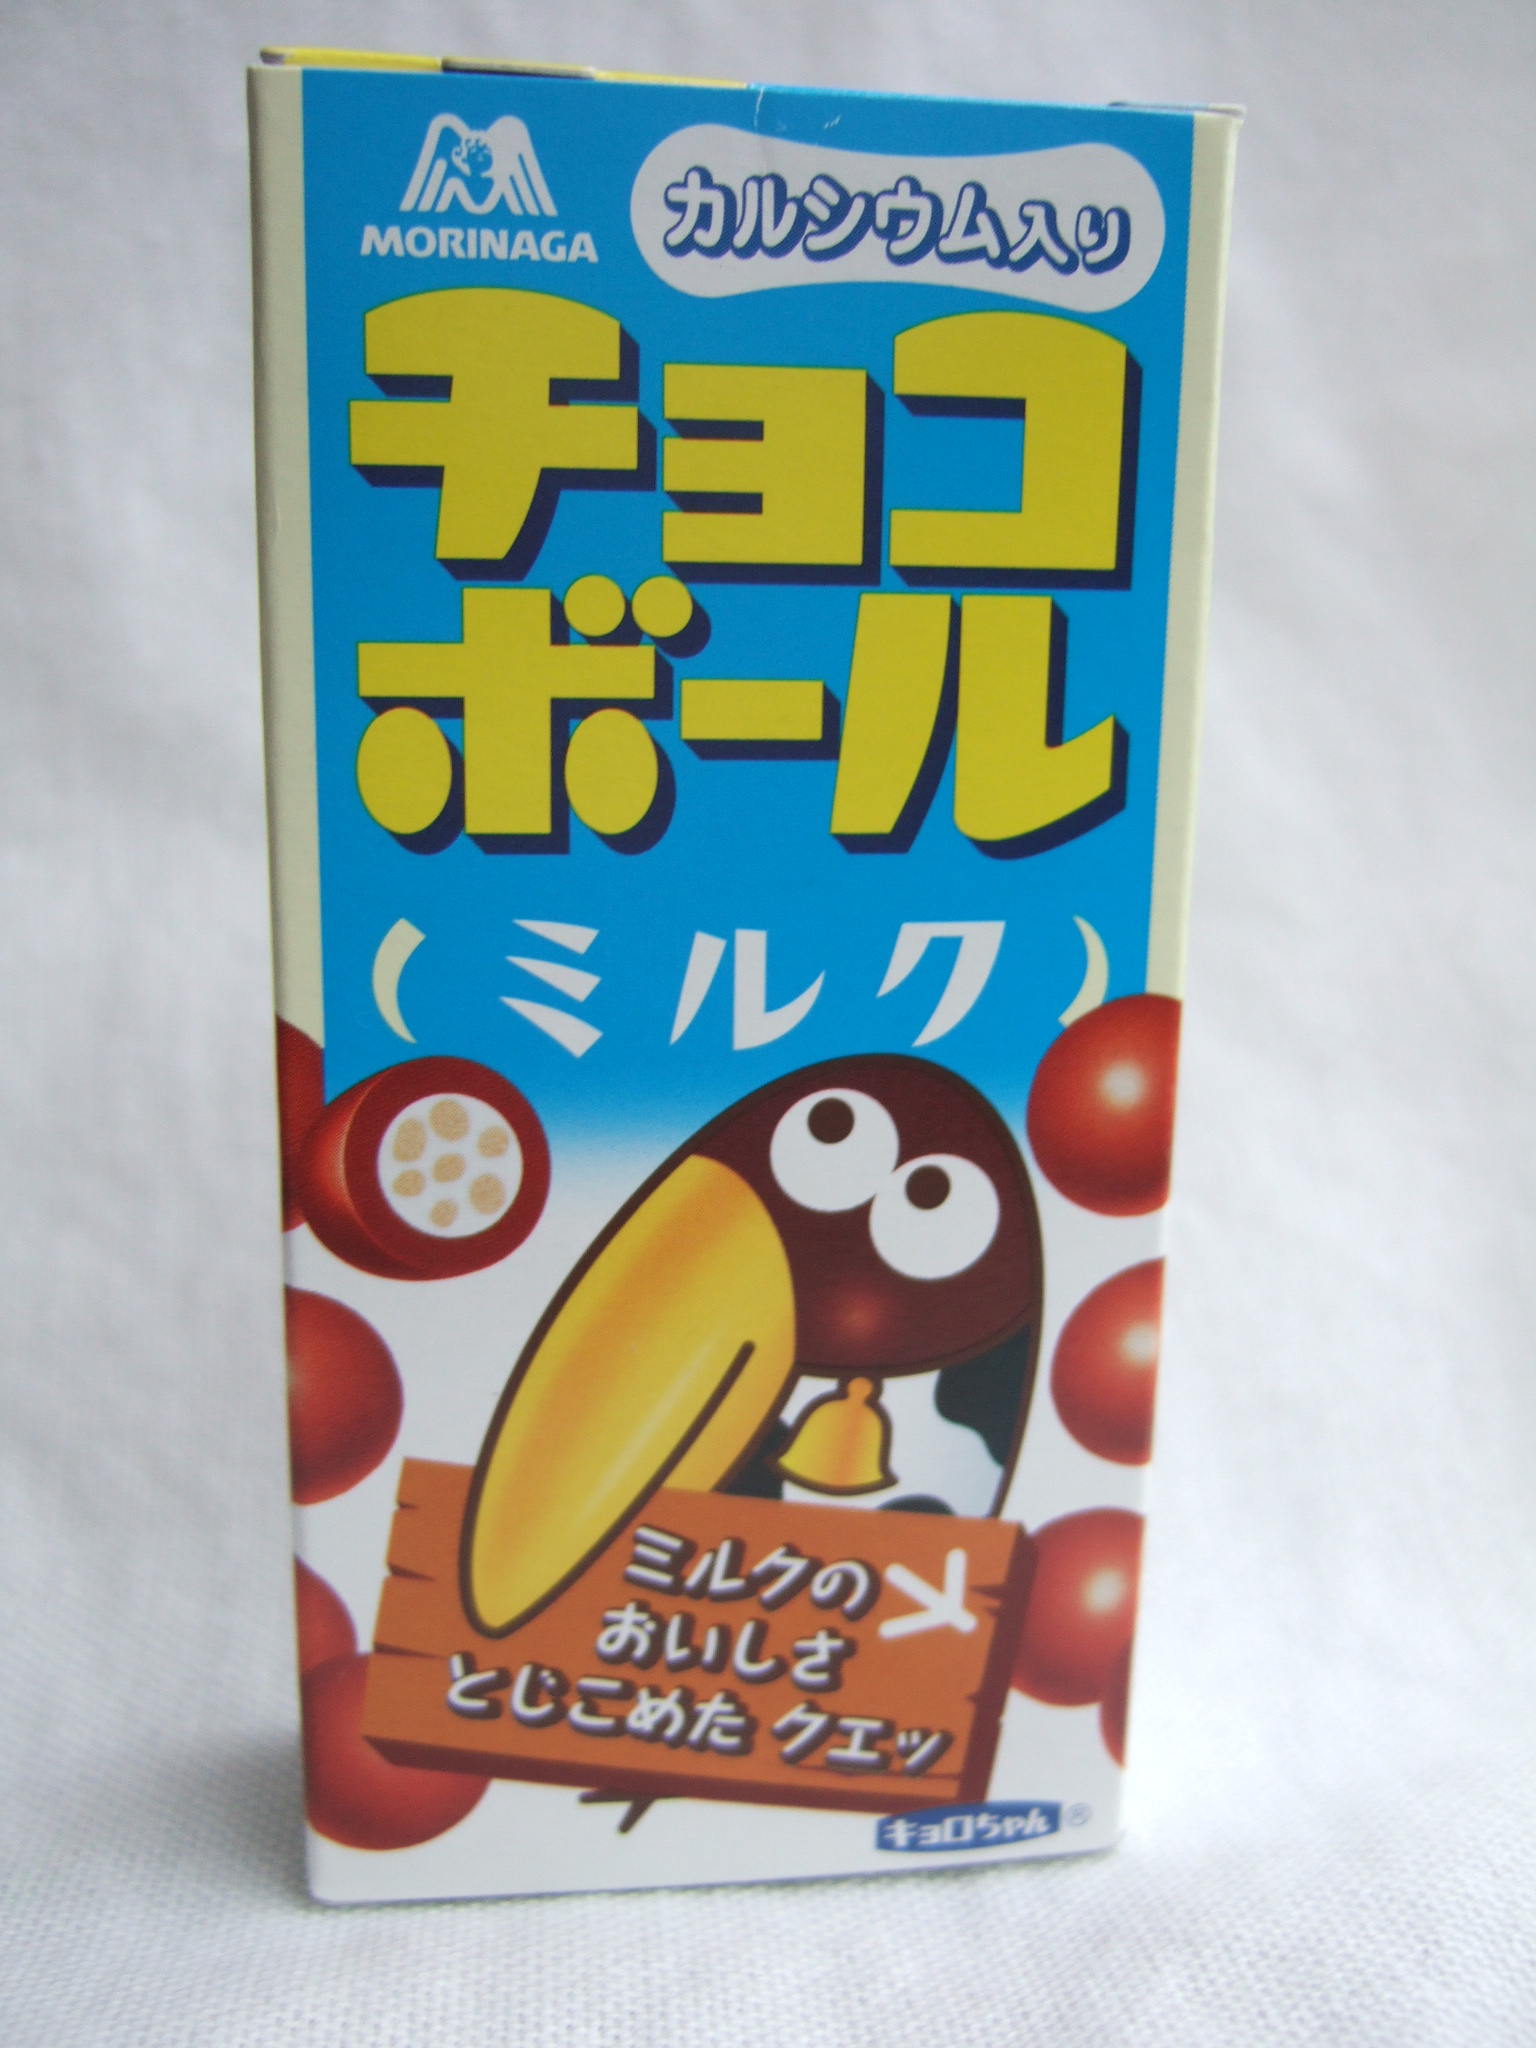 MORINAGA
カルシウム入り
チョコ
ボール
(ミルク)
ミルクの
おいしさ
とじこめた クエッ
キョロちゃん®